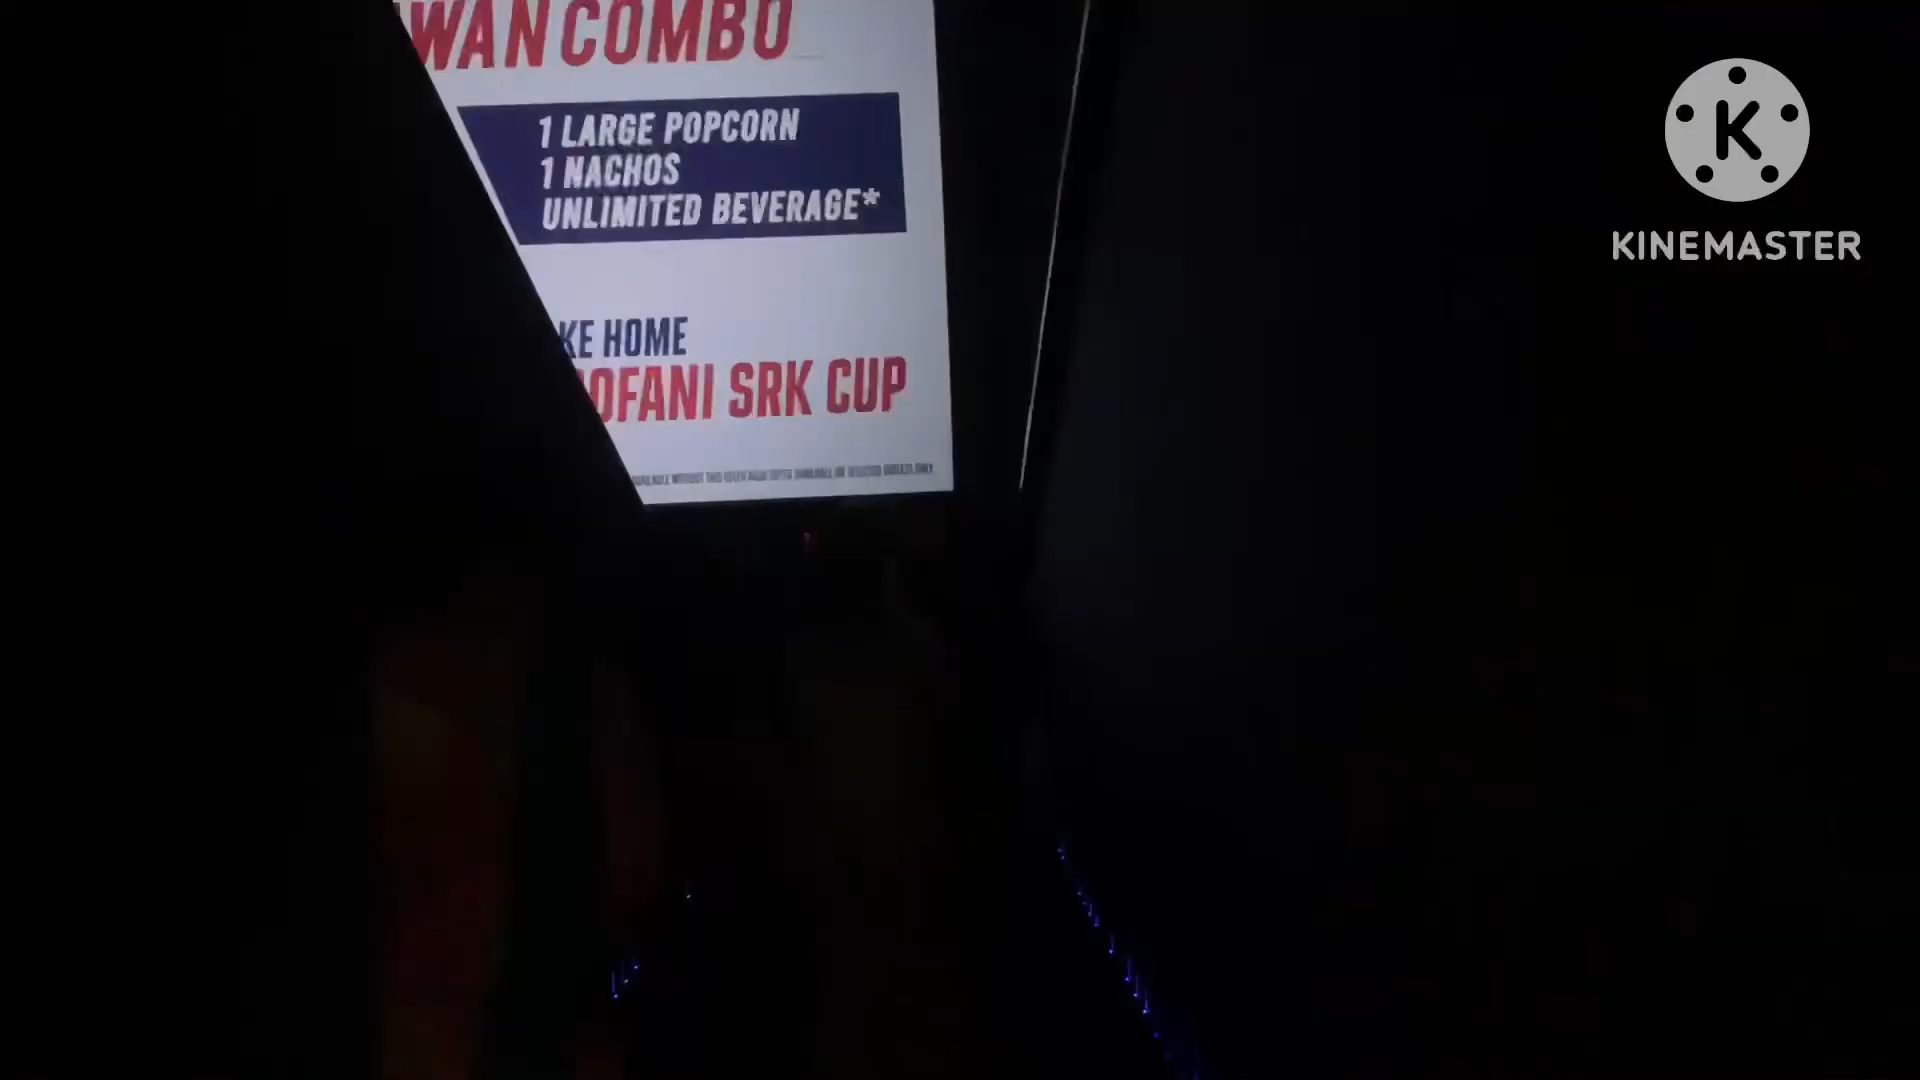 WAN COMBO
1 LARGE POPCORN
1 NACHOS
UNLIMITED BEVERAGE*
KE HOME
OFANI SRK CUP
K
KINEMASTER